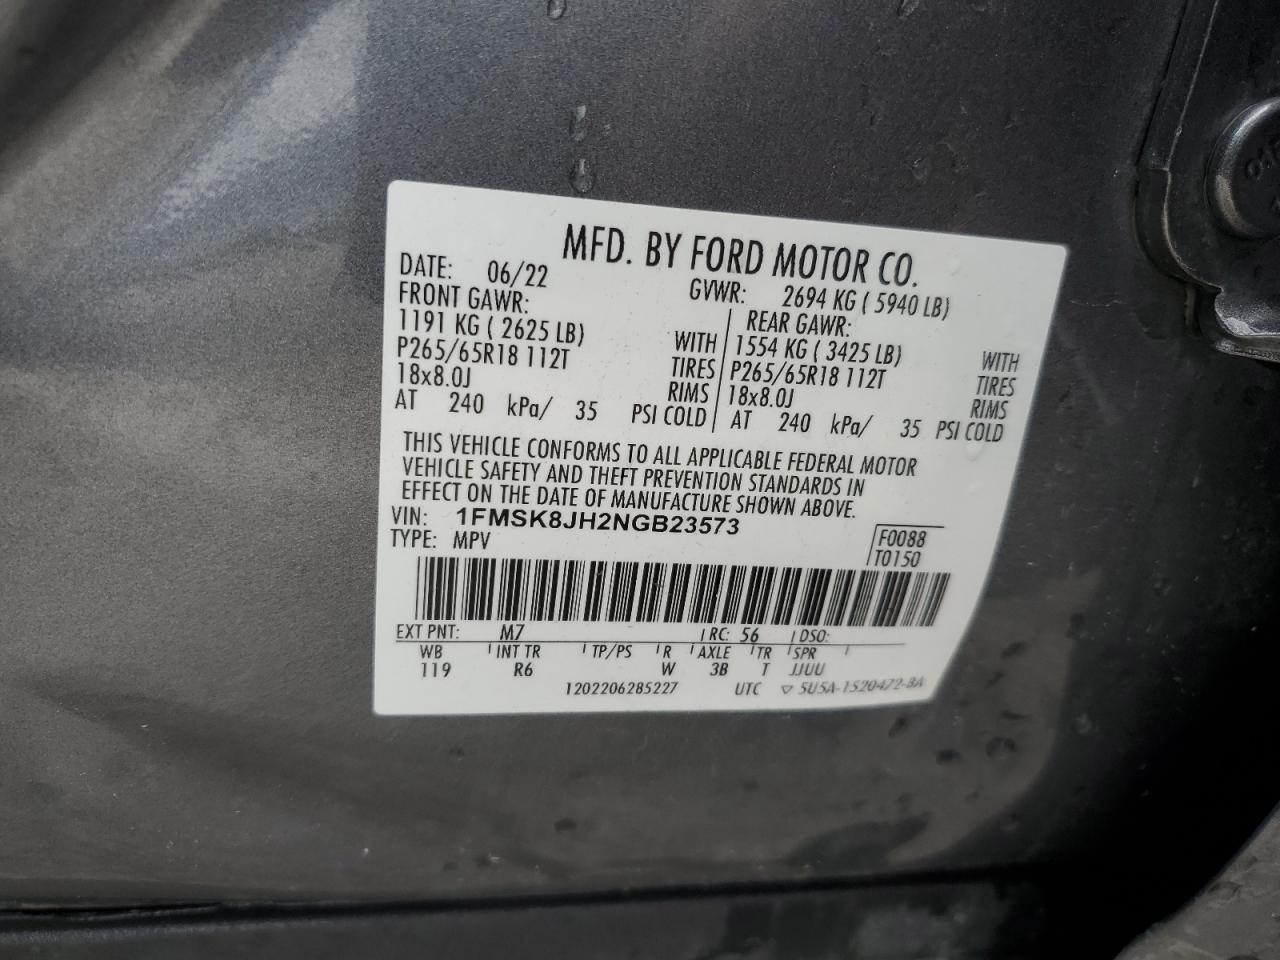 MFD. BY FORD MOTOR CO.
DATE: 06/22 GVWR: 2694 KG ( 5940 LB)
FRONT GAWR: REAR GAWR:
1191 KG ( 2625 LB) WITH 1554 KG ( 3425 LB) WITH
P265/65R18 112T TIRES P265/65R18 112T TIRES
18x8.0J RIMS 18x8.0J RIMS
AT 240 kPa/ 35 PSI COLD AT 240 kPa/ 35 PSI COLD
THIS VEHICLE CONFORMS TO ALL APPLICABLE FEDERAL MOTOR
VEHICLE SAFETY AND THEFT PREVENTION STANDARDS IN
EFFECT ON THE DATE OF MANUFACTURE SHOWN ABOVE.
VIN: 1FMSK8JH2NGB23573
TYPE: MPV
F0088
T0150
EXT PNT: M7 RC: 56 DSO:
WB INT TR TP/PS R AXLE TR SPR
119 R6 W 3B T JJUU
1202206285227 UTC ▽ 5U5A-1520472-BA